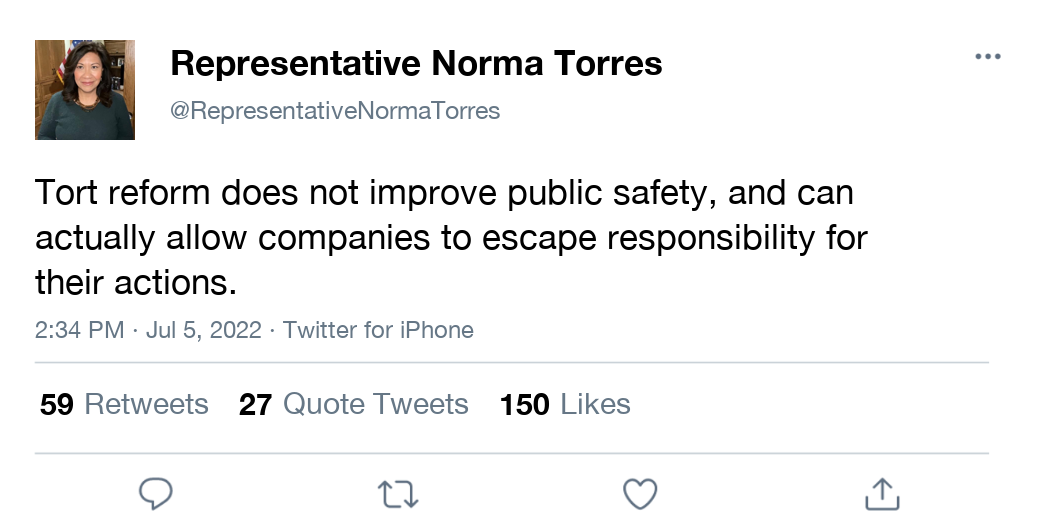 Representative Norma Torres
@RepresentativeNormaTorres
Tort reform does not improve public safety, and can
actually allow companies to escape responsibility for
their actions.
2:34 PM · Jul 5, 2022 · Twitter for iPhone
59 Retweets 27 Quote Tweets 150 Likes